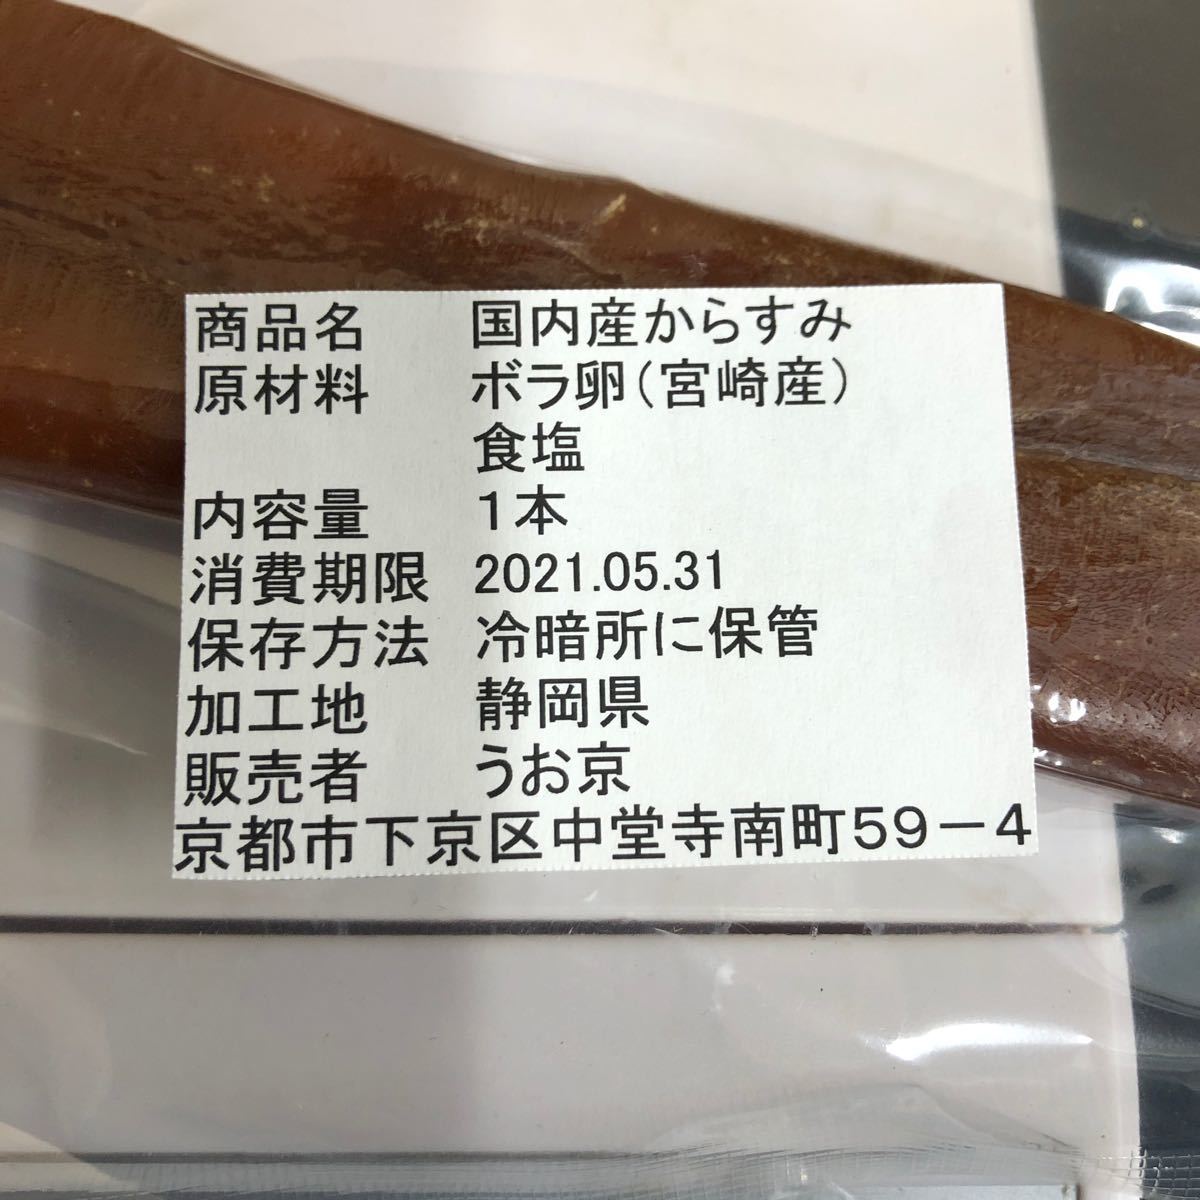 商品名 国内産からすみ
原材料 ボラ卵（宮崎産）
食塩
内容量 1本
消費期限 2021.05.31
保存方法 冷暗所に保管
加工地 静岡県
販売者 うお京
京都市下京区中堂寺南町59－4